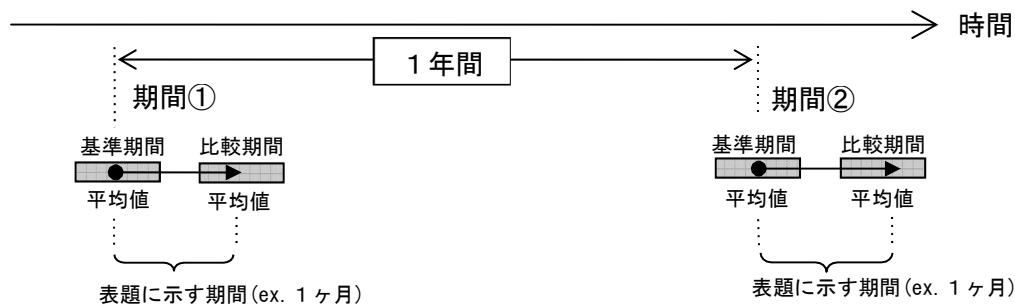 時間
1年間
期間①
期間②
基準期間 比較期間
平均値 平均値
表題に示す期間(ex. 1ヶ月)
基準期間 比較期間
平均値 平均値
表題に示す期間(ex. 1ヶ月)